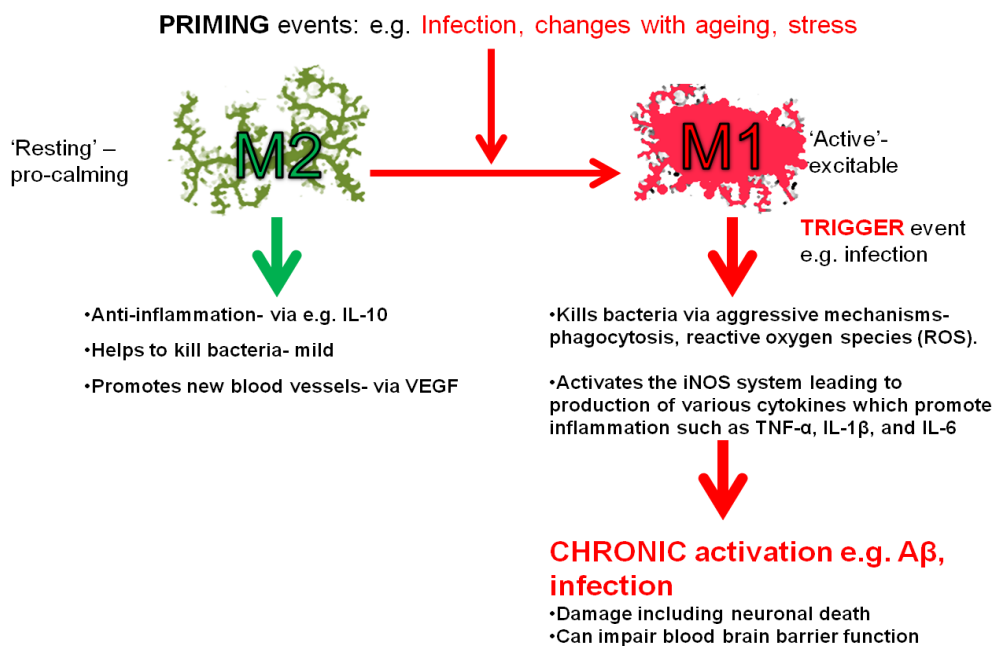 PRIMING events: e.g. Infection, changes with ageing, stress
'Resting' –
pro-calming
M2
M1
'Active'-
excitable
TRIGGER event
e.g. infection
•Anti-inflammation- via e.g. IL-10
•Helps to kill bacteria- mild
•Promotes new blood vessels- via VEGF
•Kills bacteria via aggressive mechanisms-
phagocytosis, reactive oxygen species (ROS).
•Activates the iNOS system leading to
production of various cytokines which promote
inflammation such as TNF-α, IL-1β, and IL-6
CHRONIC activation e.g. Aβ,
infection
•Damage including neuronal death
•Can impair blood brain barrier function